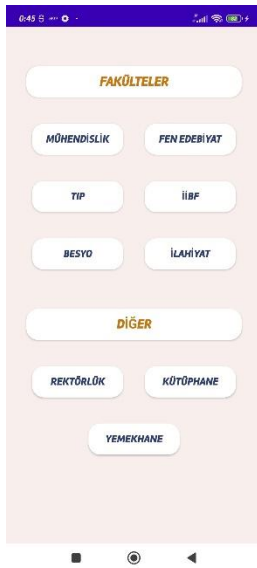 0:45
FAKÜLTELER
MÜHENDİSLİK FEN EDEBİYAT
TIP İİBF
BESYO İLAHİYAT
DİĞER
REKTÖRLÜK KÜTÜPHANE
YEMEKHANE